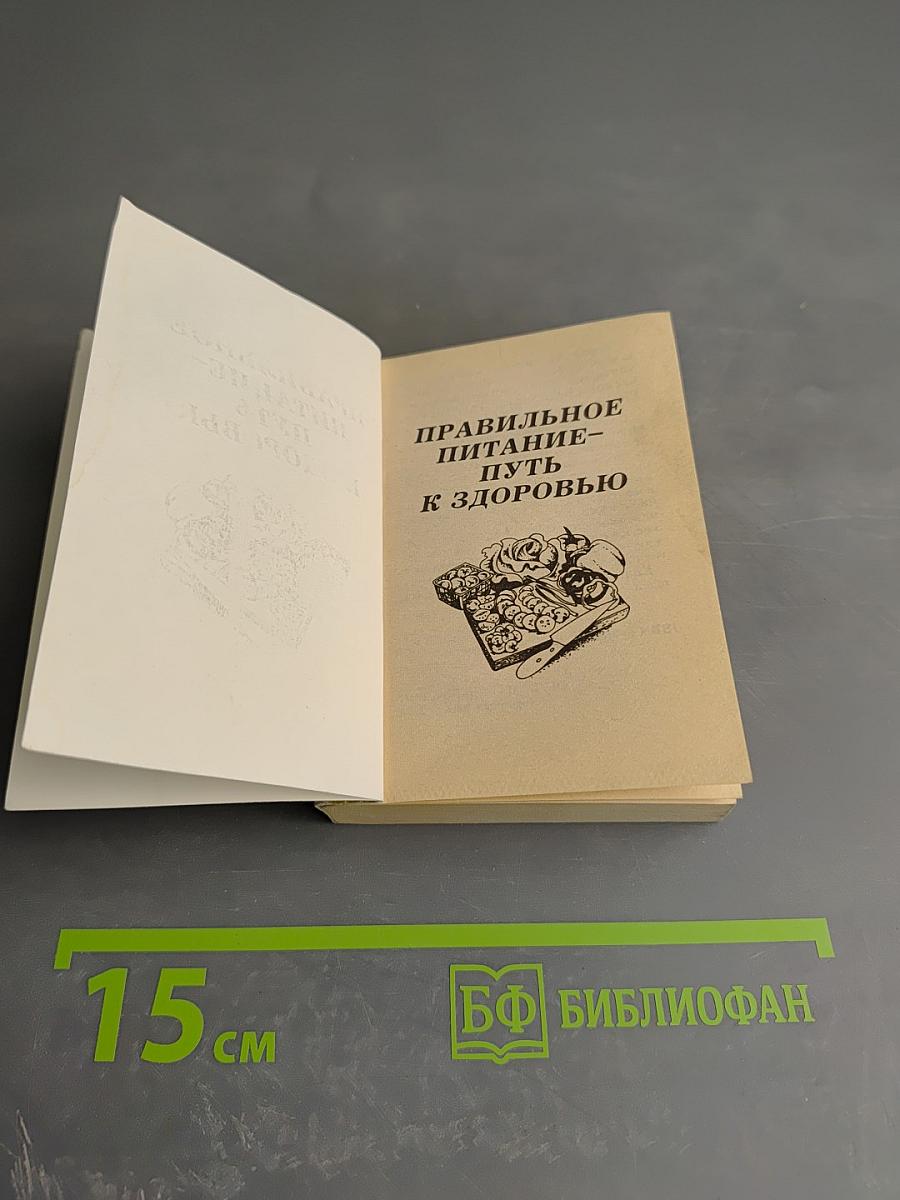 ПРАВИЛЬНОЕ
ПИТАНИЕ–
ПУТЬ
К ЗДОРОВЬЮ
15 см
БФ БИБЛИОФАН